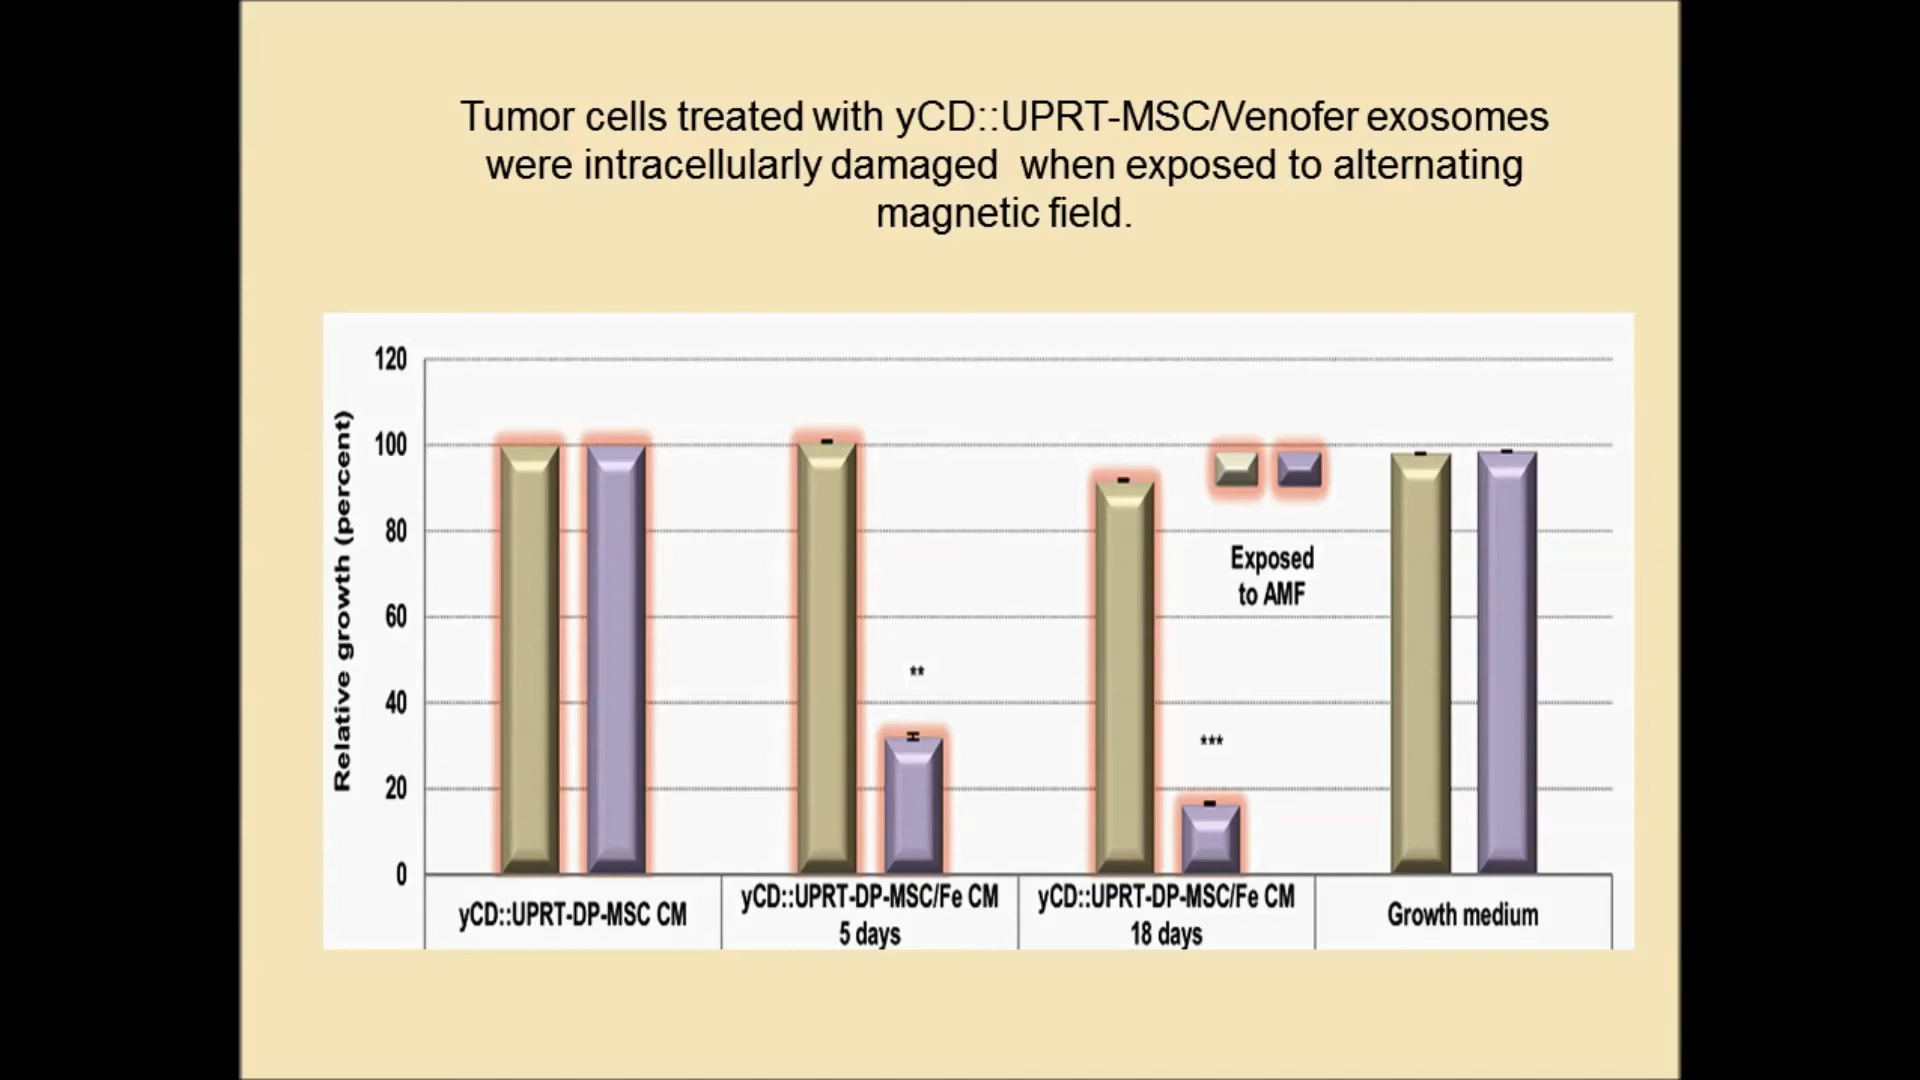 Tumor cells treated with yCD::UPRT-MSC/Venofer exosomes
were intracellularly damaged when exposed to alternating
magnetic field.
Relative growth (percent)
120
100
80
60
40
20
0
**
***
Exposed
to AMF
yCD::UPRT-DP-MSC CM
yCD::UPRT-DP-MSC/Fe CM
5 days
yCD::UPRT-DP-MSC/Fe CM
18 days
Growth medium